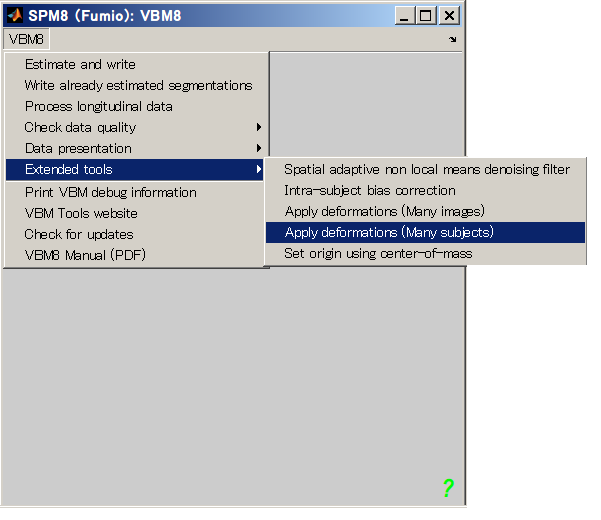 SPM8 (Fumio): VBM8
VBM8
Estimate and write
Write already estimated segmentations
Process longitudinal data
Check data quality
Data presentation
Extended tools
Print VBM debug information
VBM Tools website
Check for updates
VBM8 Manual (PDF)
Spatial adaptive non local means denoising filter
Intra-subject bias correction
Apply deformations (Many images)
Apply deformations (Many subjects)
Set origin using center-of-mass
?